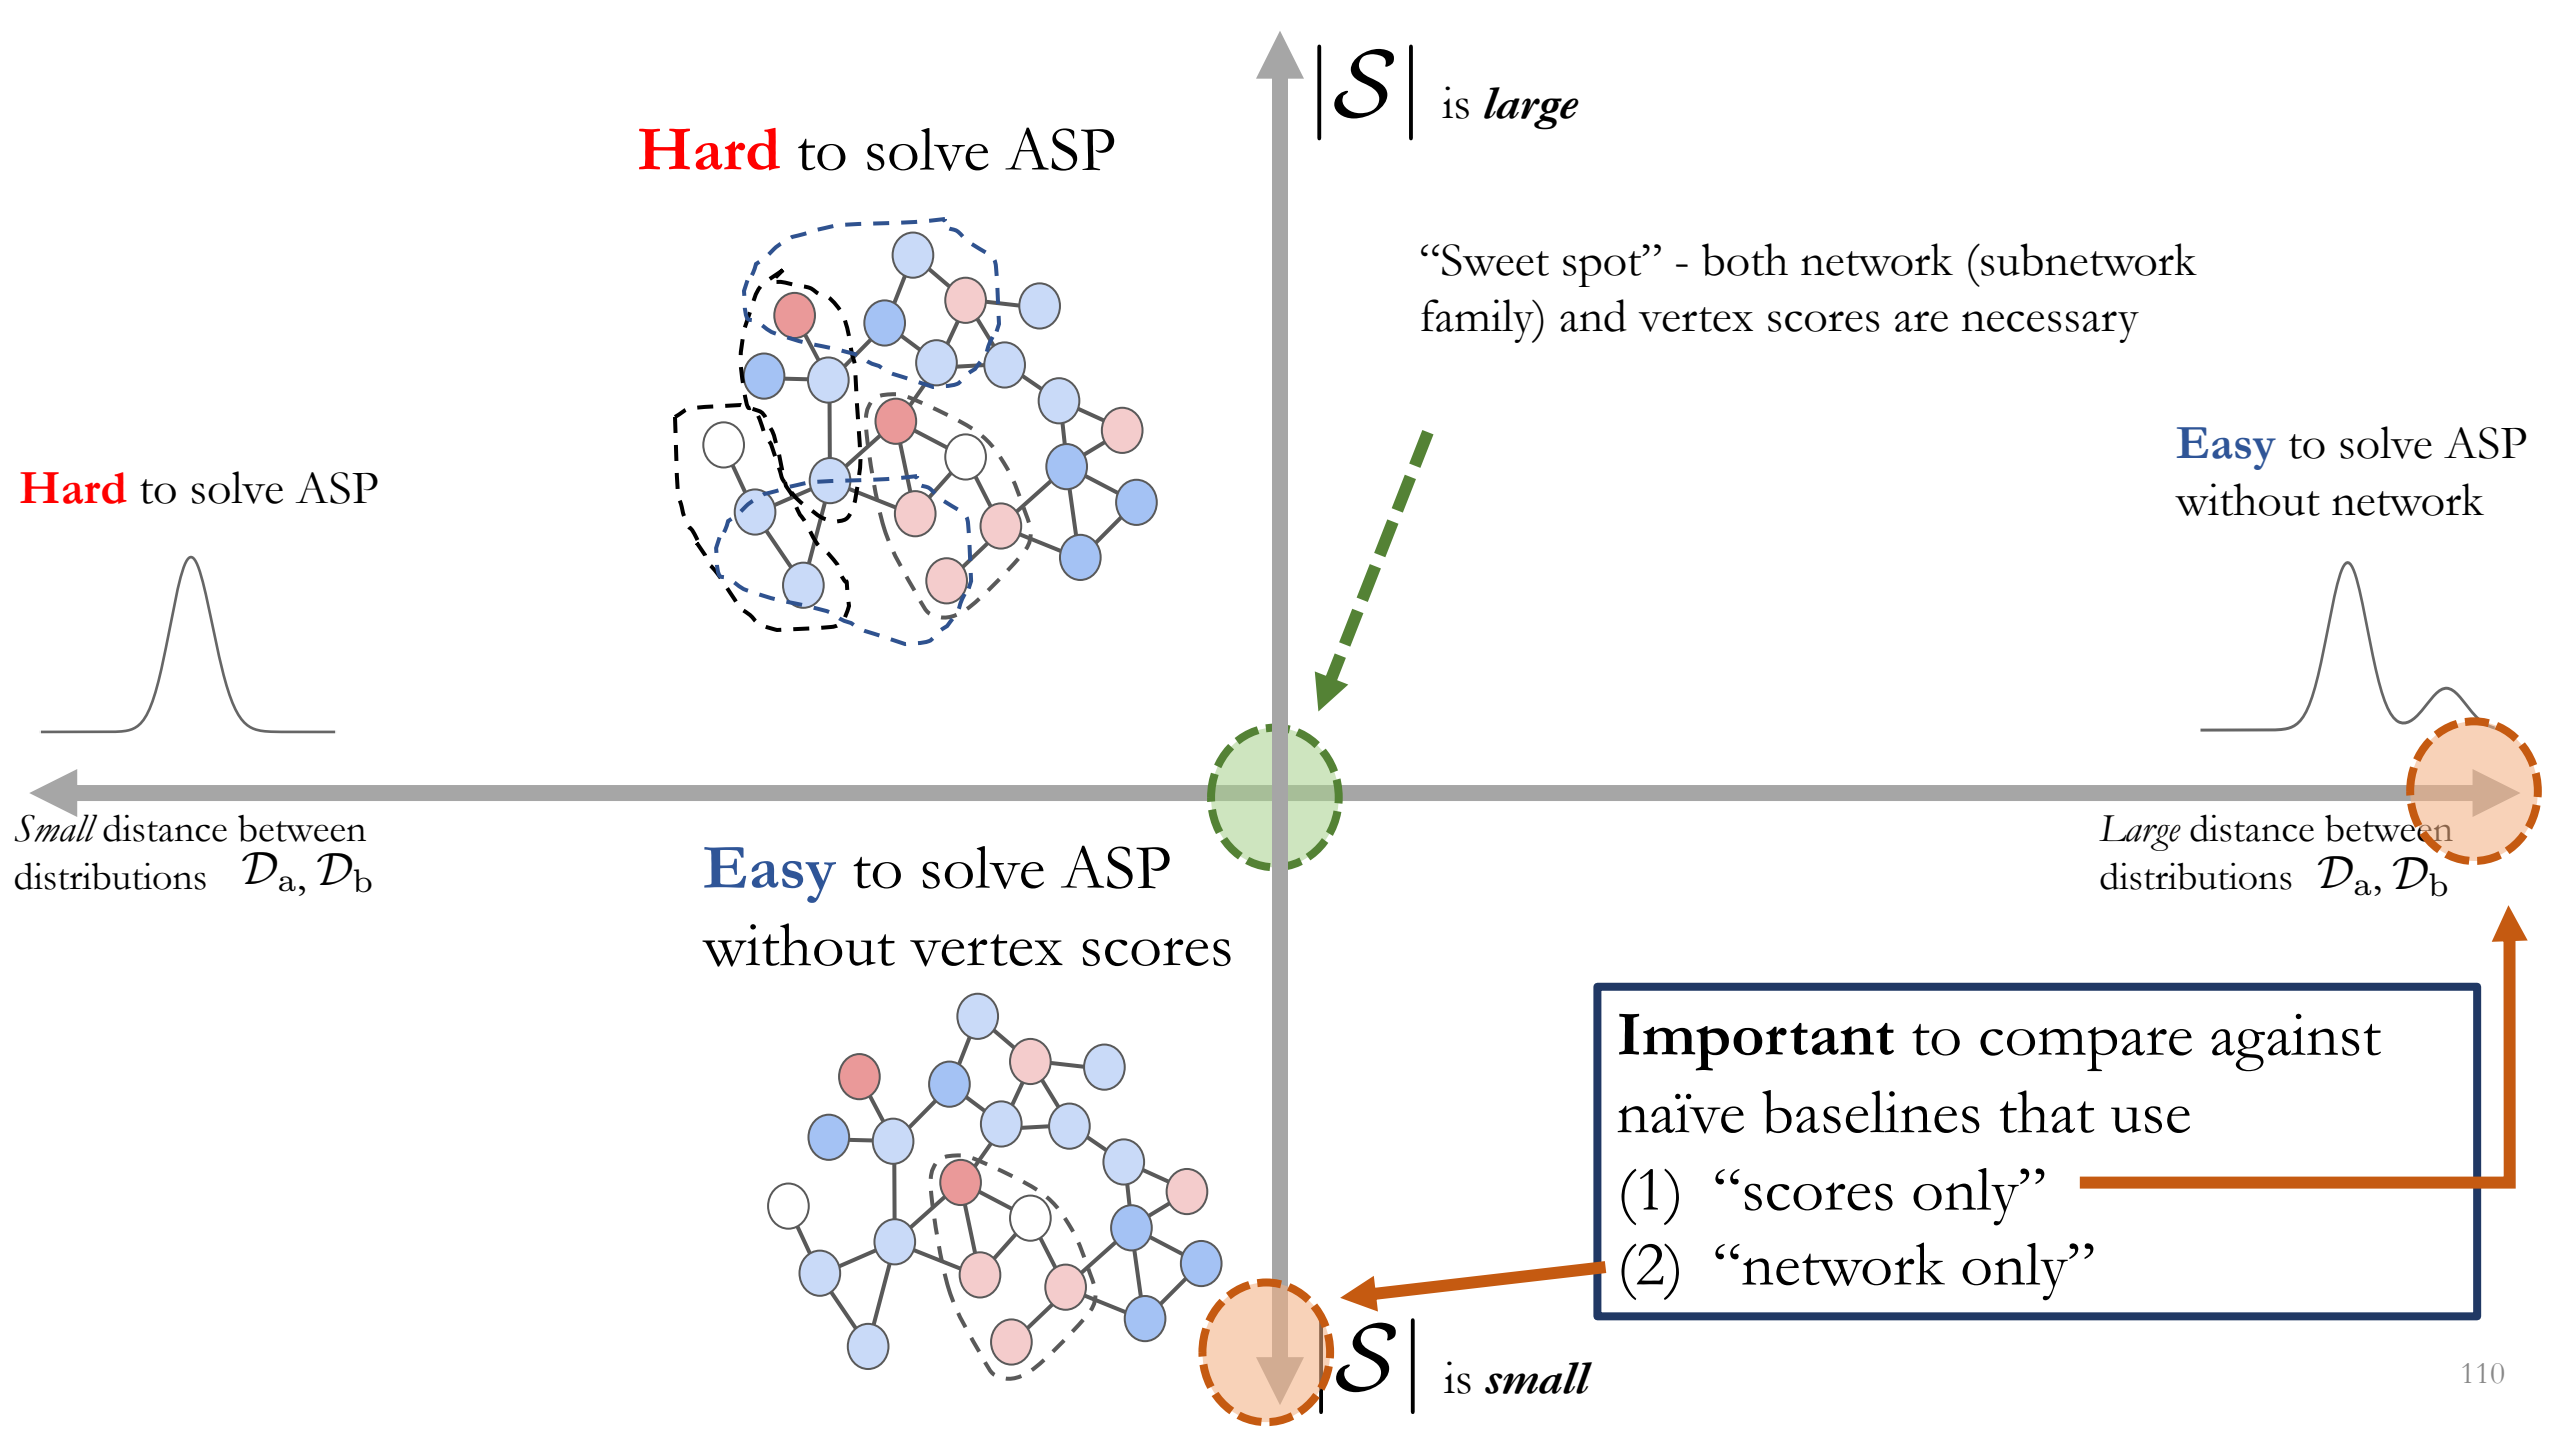 |𝒮| is large
Hard to solve ASP
“Sweet spot” - both network (subnetwork
family) and vertex scores are necessary
Hard to solve ASP
Easy to solve ASP
without network
Small distance between
distributions 𝒟a, 𝒟b
Large distance between
distributions 𝒟a, 𝒟b
Easy to solve ASP
without vertex scores
Important to compare against
naïve baselines that use
(1) “scores only”
(2) “network only”
|𝒮| is small
110